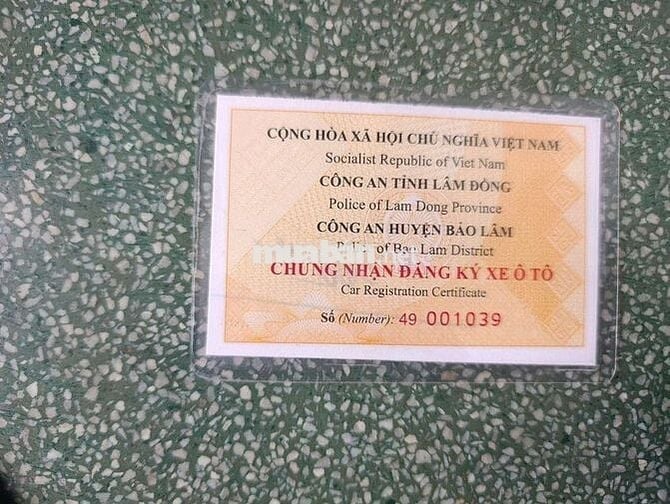 CỘNG HÒA XÃ HỘI CHỦ NGHĨA VIỆT NAM
Socialist Republic of Viet Nam
CÔNG AN TỈNH LÂM ĐỒNG
Police of Lam Dong Province
CÔNG AN HUYỆN BẢO LÂM
Police of Bao Lam District
CHỨNG NHẬN ĐĂNG KÝ XE Ô TÔ
Car Registration Certificate
Số (Number): 49 001039